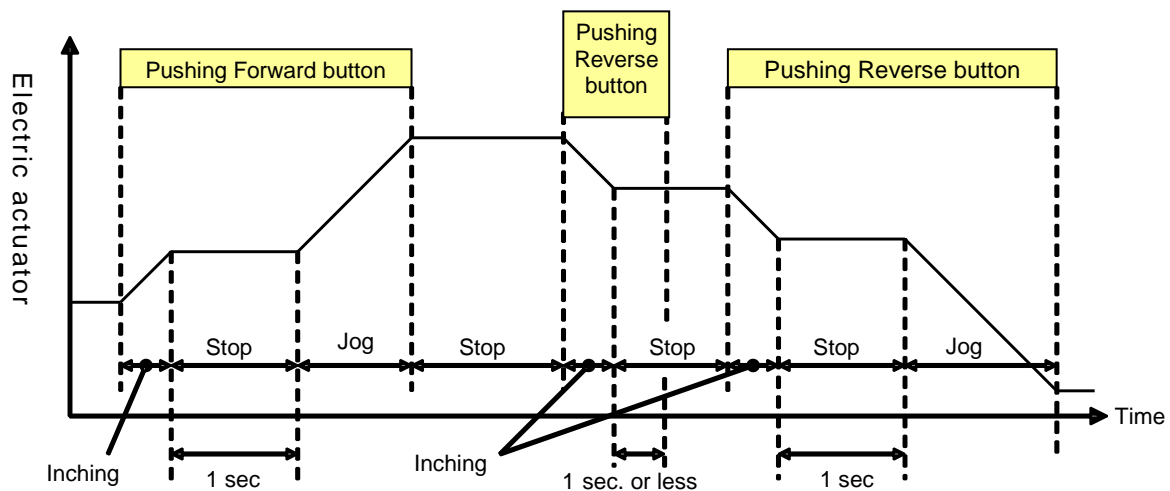 Pushing
Reverse
button
Pushing Forward button
Pushing Reverse button
Electric actuator
Stop
Jog
Stop
Stop
Stop
Jog
Time
Inching
1 sec
Inching
1 sec. or less
1 sec